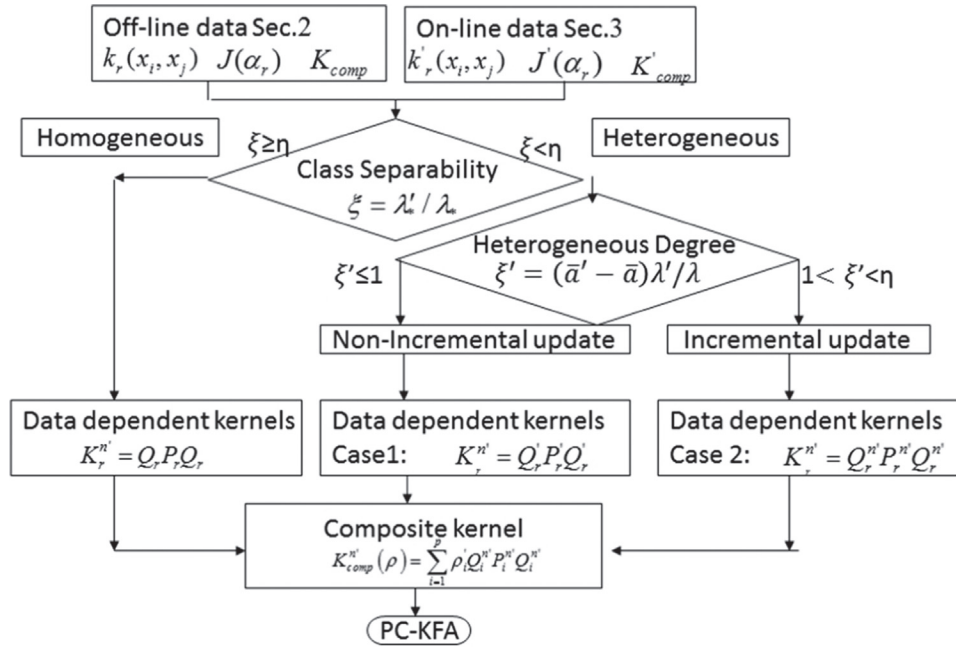 Off-line data Sec.2
k_r(x_i, x_j) J(α_r) K_comp
On-line data Sec.3
k'_r(x_i, x_j) J'(α_r) K'_comp
Homogeneous
ξ≥η
ξ<η
Heterogeneous
Class Separability
ξ = λ'_* / λ_*
Heterogeneous Degree
ξ' = (ā' − ā)λ'/λ
ξ'≤1
1< ξ'<η
Non-Incremental update
Incremental update
Data dependent kernels
K_r^{n'} = Q_r P_r Q_r
Data dependent kernels
Case1: K_r^{n'} = Q'_r P'_r Q'_r
Data dependent kernels
Case 2: K_r^{n'} = Q_r^{n'} P_r^{n'} Q_r^{n'}
Composite kernel
K_comp^{n'}(ρ) = ∑_{i=1}^{p} ρ'_i Q_i^{n'} P_i^{n'} Q_i^{n'}
PC-KFA